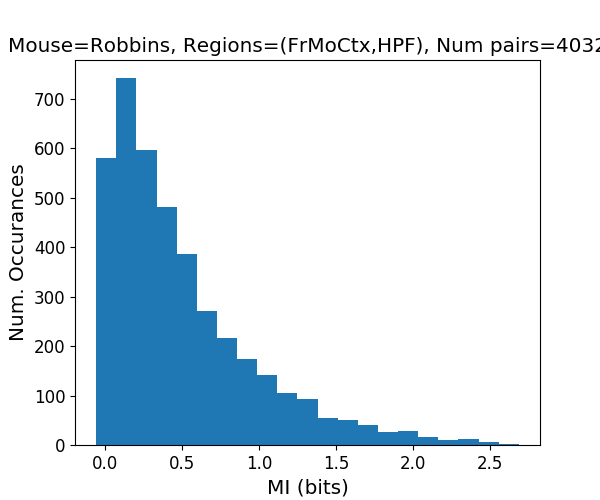 Mouse=Robbins, Regions=(FrMoCtx,HPF), Num pairs=4032
Num. Occurances
700
600
500
400
300
200
100
0
0.0 0.5 1.0 1.5 2.0 2.5
MI (bits)